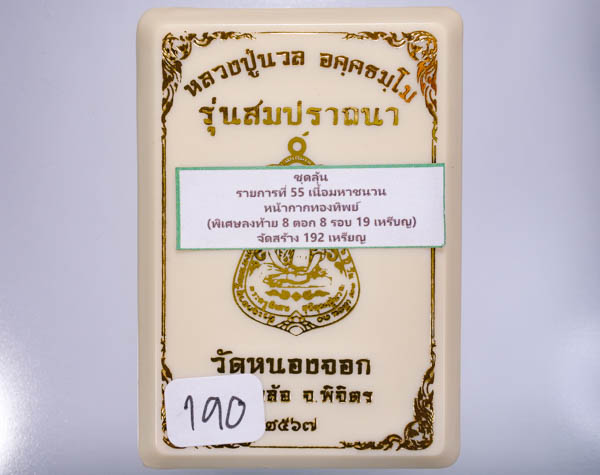 หลวงปู่นวล อคฺคธมฺโม
รุ่นสมปรารถนา
ชุดลุ้น
รายการที่ 55 เนื้อมหาชนวน
หน้ากากทองทิพย์
(พิเศษลงท้าย 8 ตอก 8 รอบ 19 เหรียญ)
จัดสร้าง 192 เหรียญ
วัดหนองจอก
จ.พิจิตร
๒๕๖๗
190